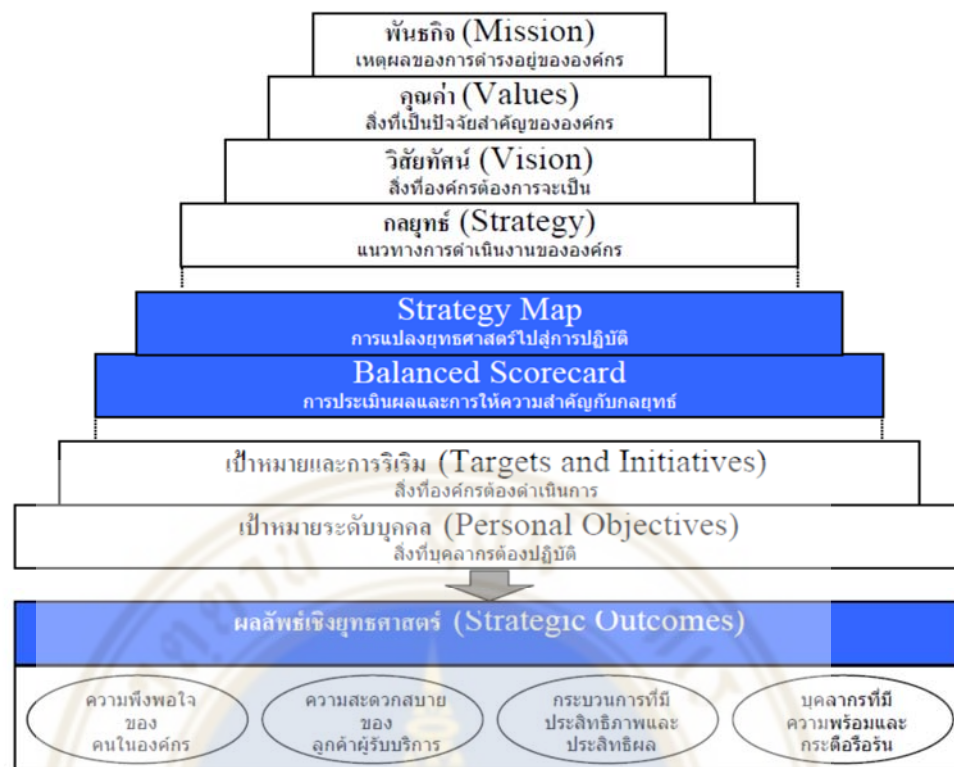 พันธกิจ (Mission)
เหตุผลของการดำรงอยู่ขององค์กร
คุณค่า (Values)
สิ่งที่เป็นปัจจัยสำคัญขององค์กร
วิสัยทัศน์ (Vision)
สิ่งที่องค์กรต้องการจะเป็น
กลยุทธ์ (Strategy)
แนวทางการดำเนินงานขององค์กร
Strategy Map
การแปลงยุทธศาสตร์ไปสู่การปฏิบัติ
Balanced Scorecard
การประเมินผลและการให้ความสำคัญกับกลยุทธ์
เป้าหมายและการริเริ่ม (Targets and Initiatives)
สิ่งที่องค์กรต้องดำเนินการ
เป้าหมายระดับบุคคล (Personal Objectives)
สิ่งที่บุคลากรต้องปฏิบัติ
ผลลัพธ์เชิงยุทธศาสตร์ (Strategic Outcomes)
ความพึงพอใจ
ของ
คนในองค์กร
ความสะดวกสบาย
ของ
ลูกค้าผู้รับบริการ
กระบวนการที่มี
ประสิทธิภาพและ
ประสิทธิผล
บุคลากรที่มี
ความพร้อมและ
กระตือรือร้น